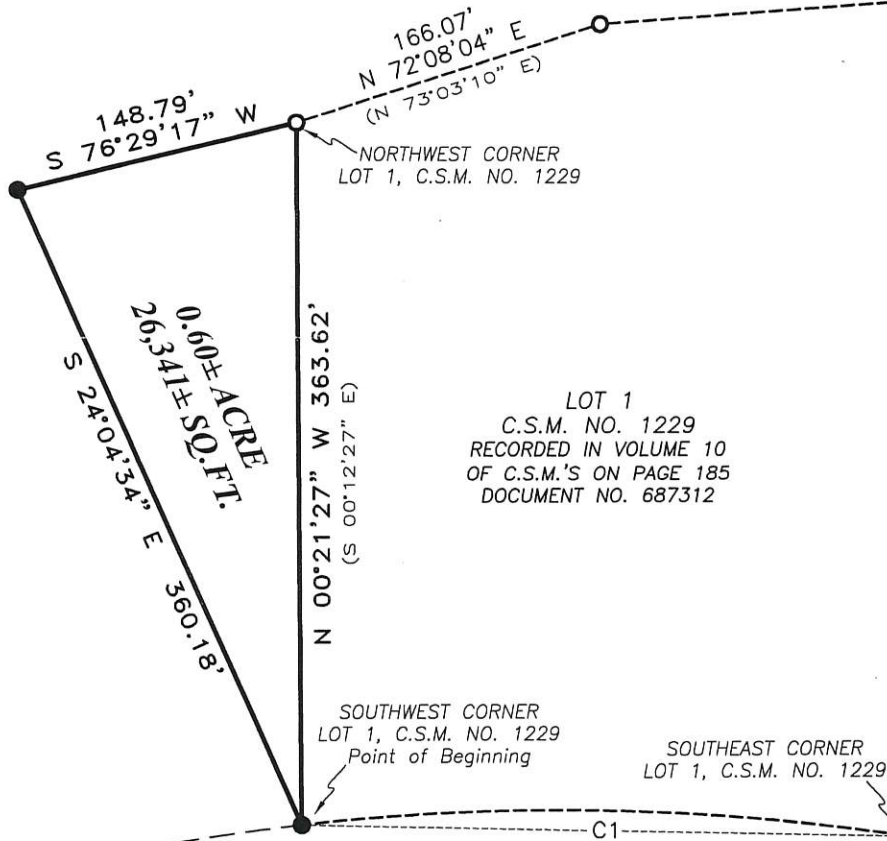 166.07'
N 72°08'04" E
(N 73°03'10" E)
148.79'
S 76°29'17" W
NORTHWEST CORNER
LOT 1, C.S.M. NO. 1229
0.60± ACRE
26,341± SQ.FT.
S 24°04'34" E 360.18'
N 00°21'27" W 363.62'
(S 00°12'27" E)
LOT 1
C.S.M. NO. 1229
RECORDED IN VOLUME 10
OF C.S.M.'S ON PAGE 185
DOCUMENT NO. 687312
SOUTHWEST CORNER
LOT 1, C.S.M. NO. 1229
Point of Beginning
SOUTHEAST CORNER
LOT 1, C.S.M. NO. 1229
C1